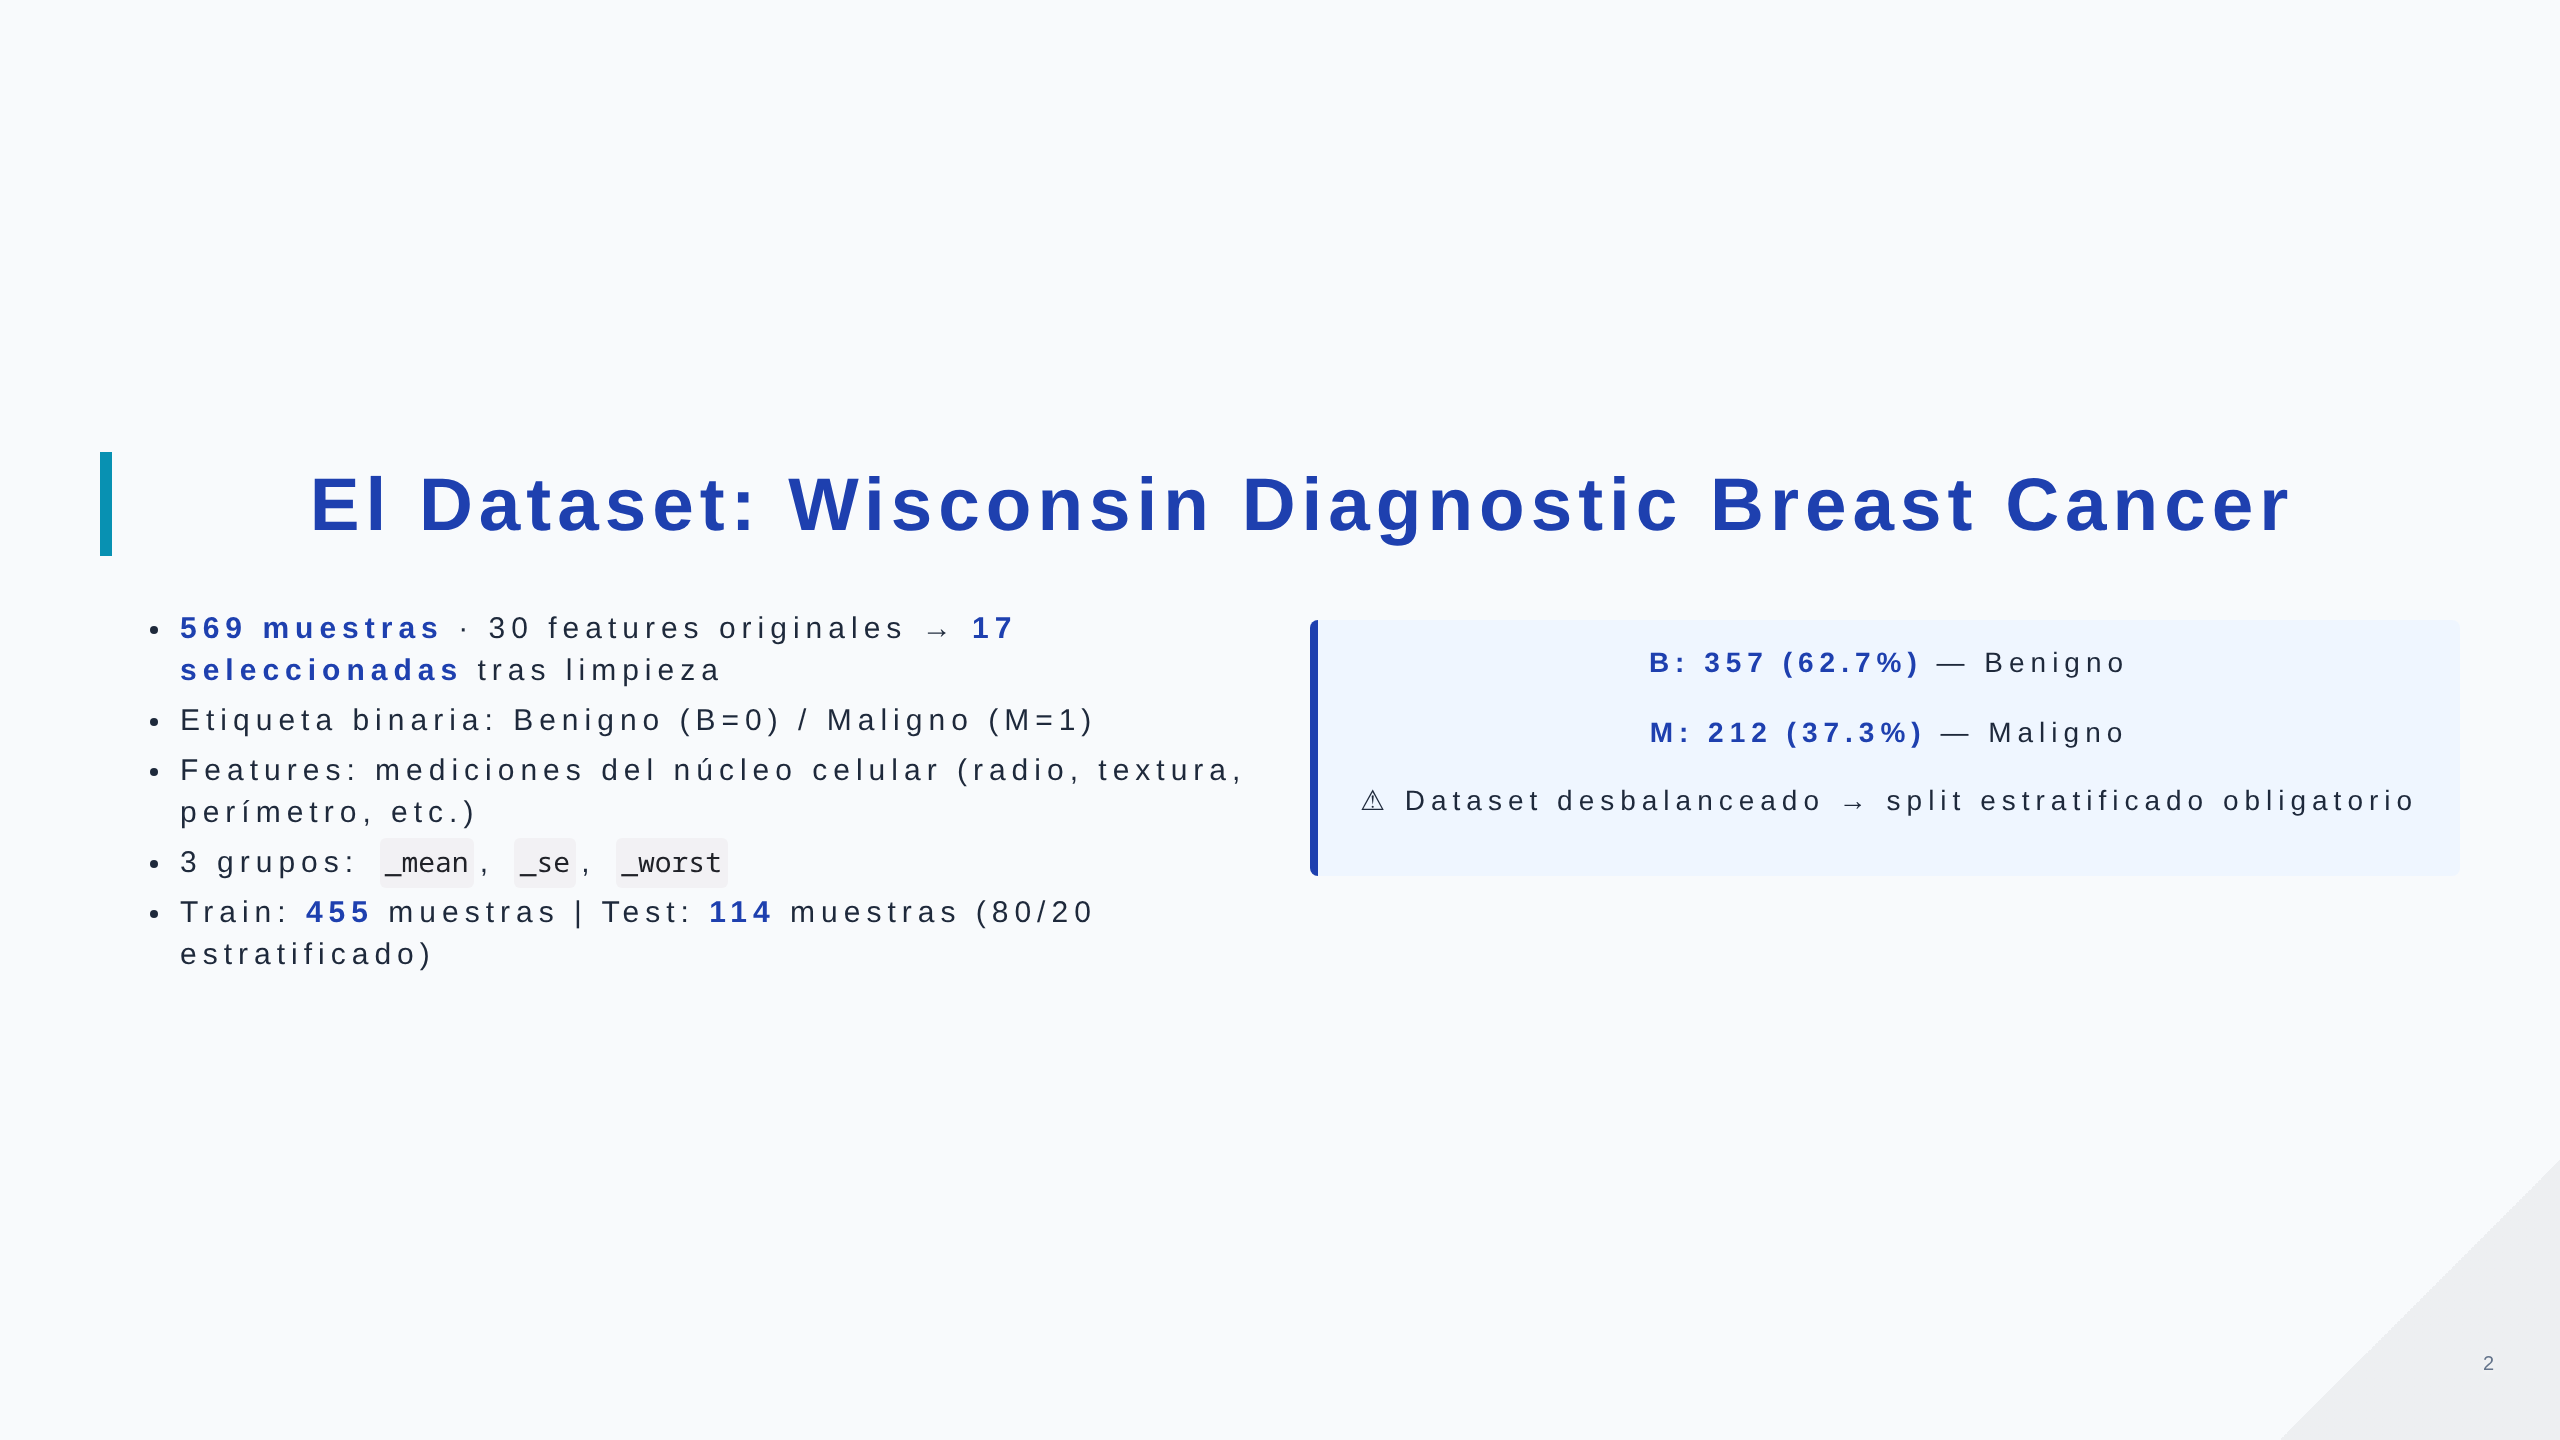 El Dataset: Wisconsin Diagnostic Breast Cancer
569 muestras · 30 features originales → 17
seleccionadas tras limpieza
Etiqueta binaria: Benigno (B=0) / Maligno (M=1)
Features: mediciones del núcleo celular (radio, textura,
perímetro, etc.)
3 grupos: _mean, _se, _worst
Train: 455 muestras | Test: 114 muestras (80/20
estratificado)
B: 357 (62.7%) — Benigno
M: 212 (37.3%) — Maligno
⚠ Dataset desbalanceado → split estratificado obligatorio
2